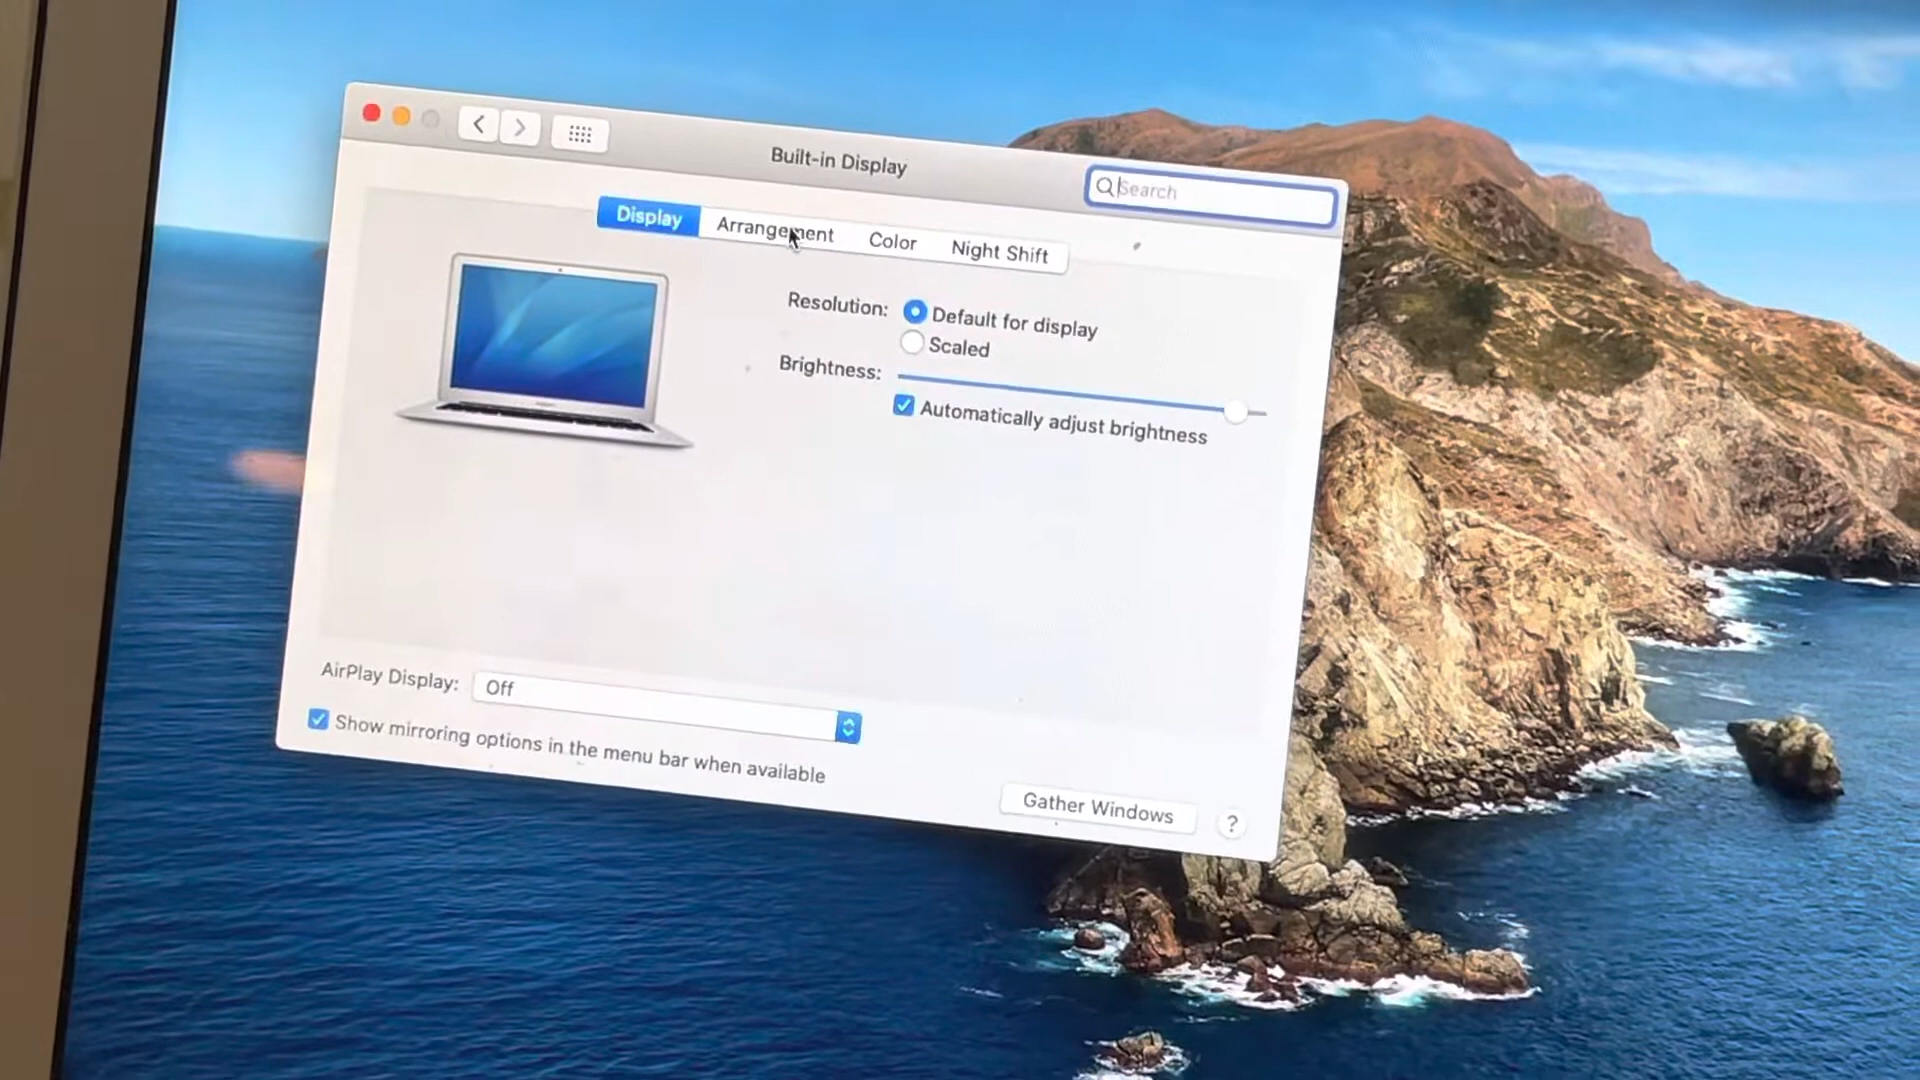 Built-in Display
Search
Display Arrangement Color Night Shift
Resolution: Default for display
Scaled
Brightness:
Automatically adjust brightness
AirPlay Display: Off
Show mirroring options in the menu bar when available
Gather Windows ?